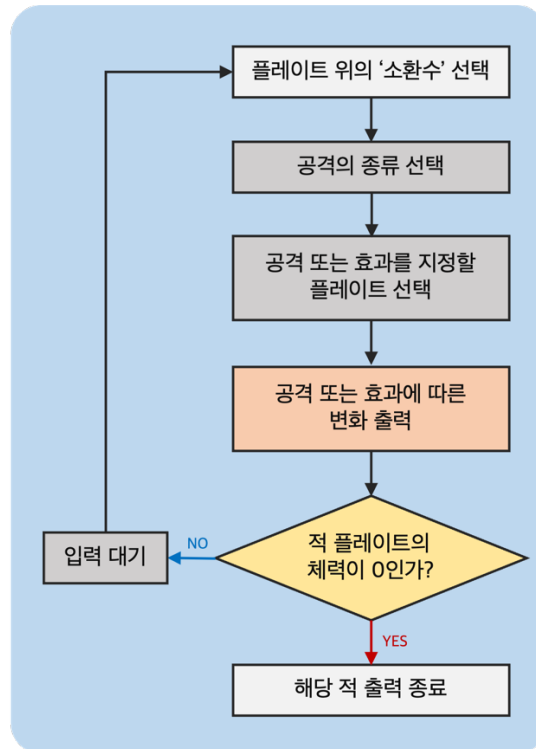 플레이트 위의 ‘소환수’ 선택
공격의 종류 선택
공격 또는 효과를 지정할
플레이트 선택
공격 또는 효과에 따른
변화 출력
적 플레이트의
체력이 0인가?
NO
입력 대기
YES
해당 적 출력 종료